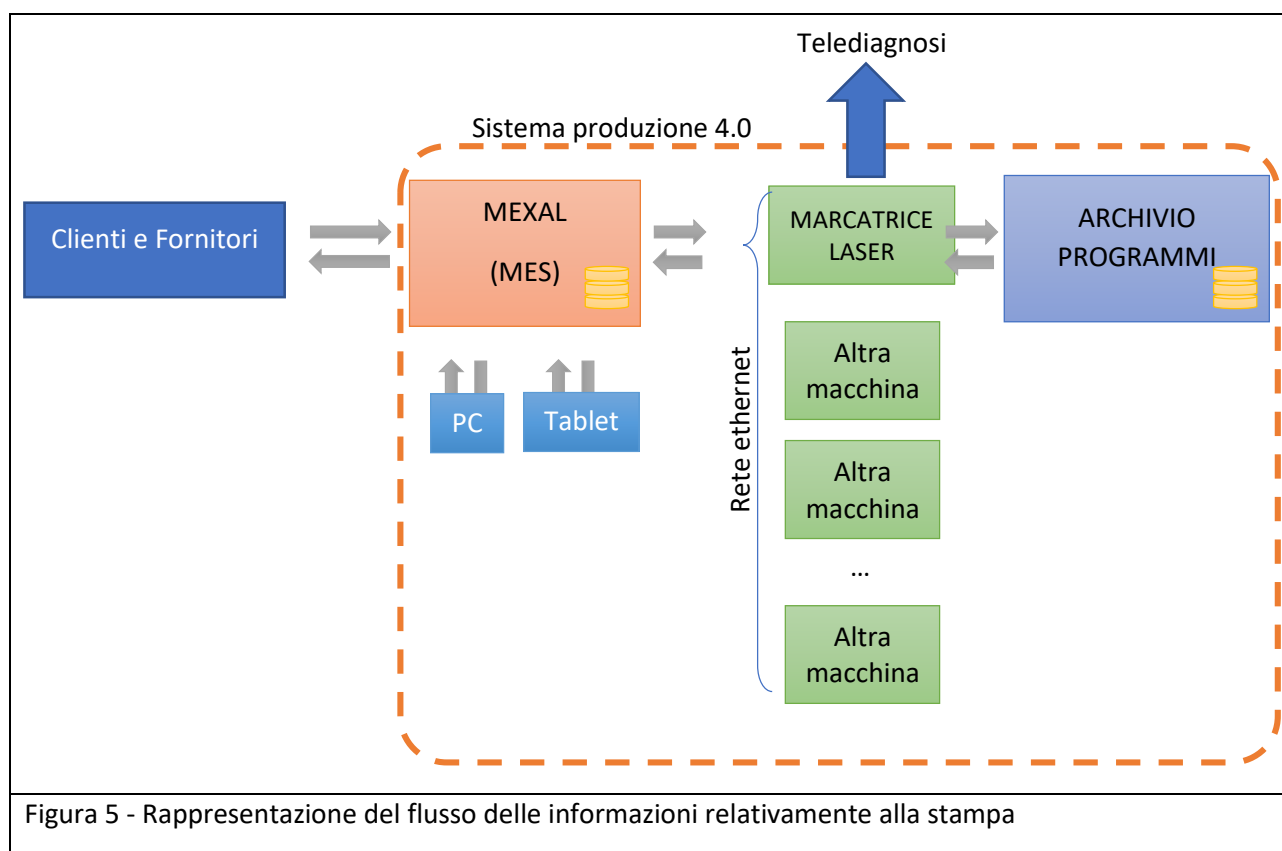 Telediagnosi
Sistema produzione 4.0
Clienti e Fornitori
MEXAL
(MES)
MARCATRICE
LASER
ARCHIVIO
PROGRAMMI
PC
Tablet
Rete ethernet
Altra
macchina
Altra
macchina
...
Altra
macchina
Figura 5 - Rappresentazione del flusso delle informazioni relativamente alla stampa